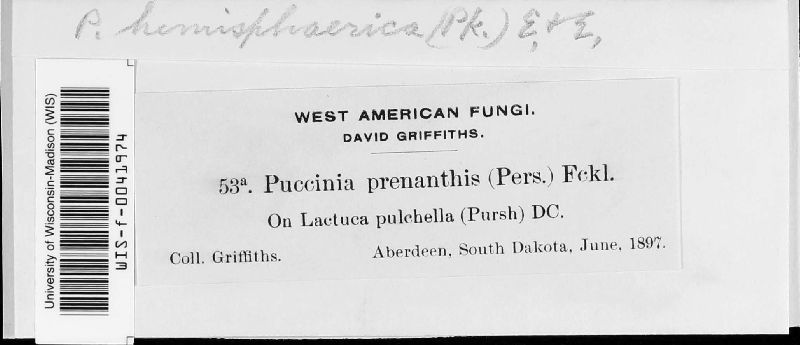 P. hemisphaerica (Pk.) E. & E.
University of Wisconsin-Madison (WIS)
WIS-f-0041974
WEST AMERICAN FUNGI.
DAVID GRIFFITHS.
53ª. Puccinia prenanthis (Pers.) Fckl.
On Lactuca pulchella (Pursh) DC.
Coll. Griffiths. Aberdeen, South Dakota, June, 1897.